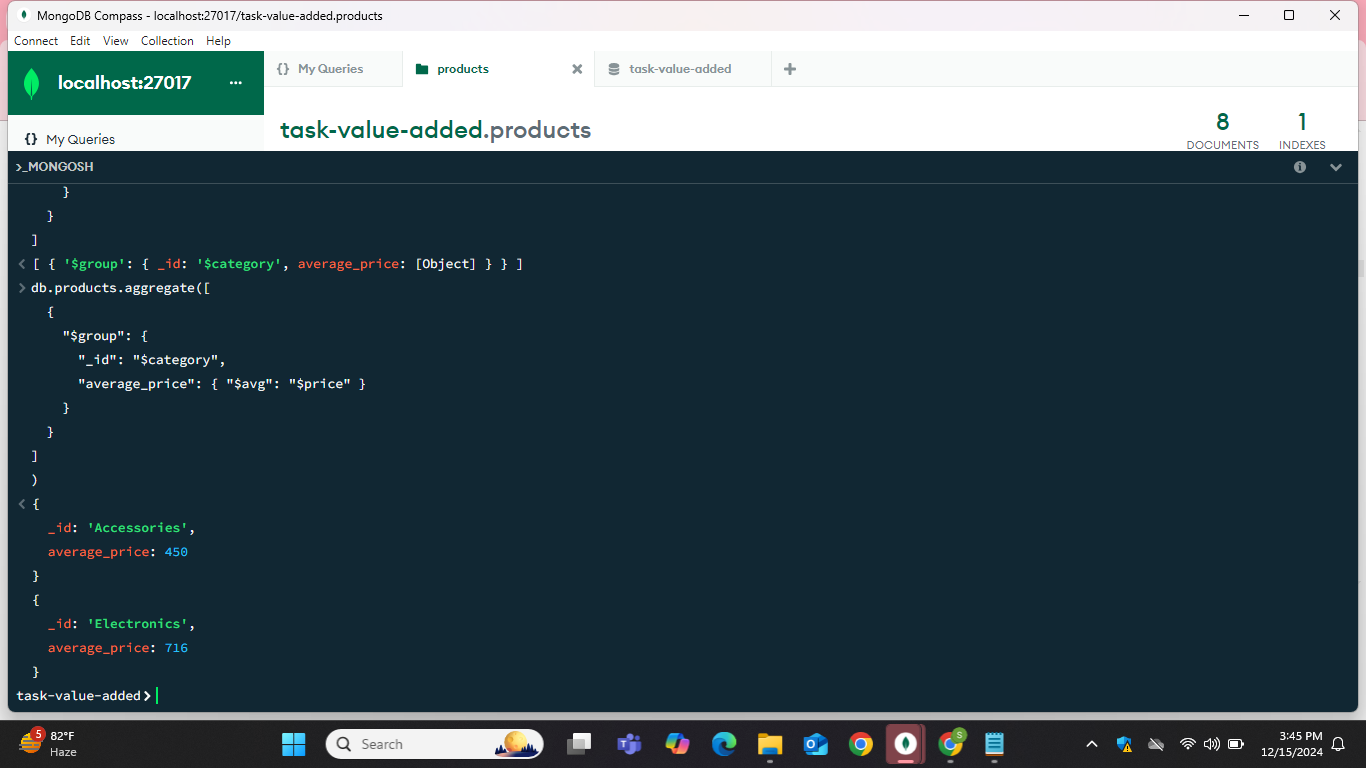 MongoDB Compass - localhost:27017/task-value-added.products
Connect Edit View Collection Help
localhost:27017 ...
{} My Queries
products
task-value-added
{} My Queries
task-value-added.products
8
DOCUMENTS
1
INDEXES
>_MONGOSH
}
}
]
< [ { '$group': { _id: '$category', average_price: [Object] } } ]
> db.products.aggregate([
{
"$group": {
"_id": "$category",
"average_price": { "$avg": "$price" }
}
}
]
)
< {
_id: 'Accessories',
average_price: 450
}
{
_id: 'Electronics',
average_price: 716
}
task-value-added>
5
82°F
Haze
Search
S
3:45 PM
12/15/2024